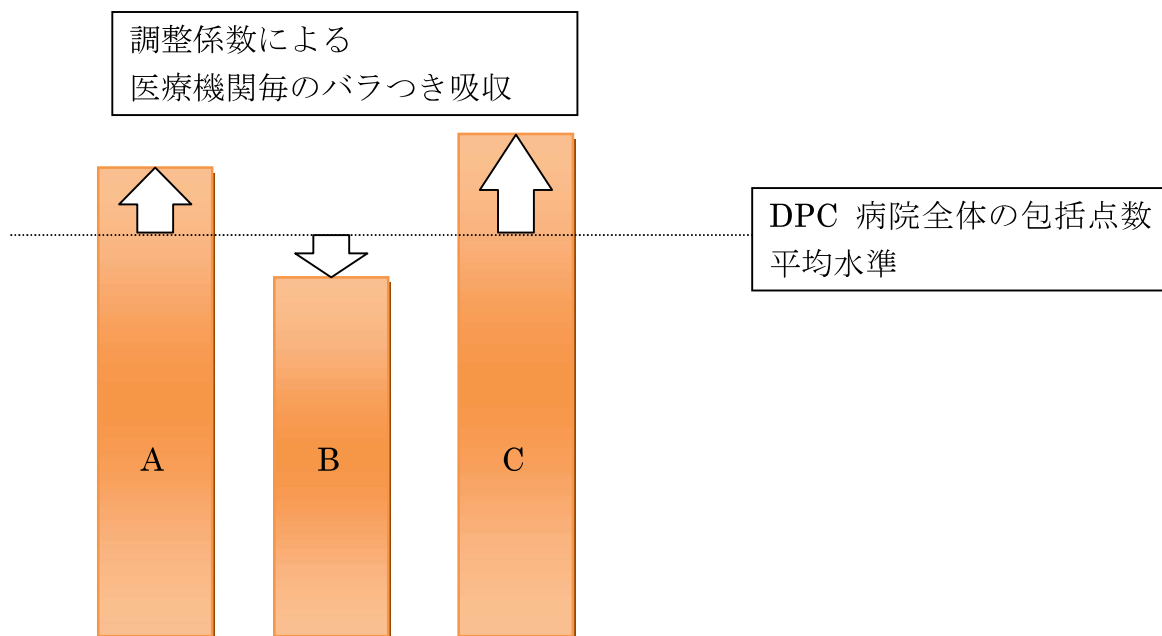 調整係数による
医療機関毎のバラつき吸収
DPC 病院全体の包括点数
平均水準
A
B
C